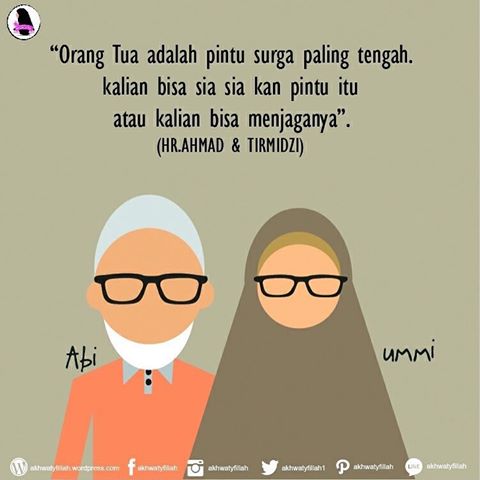 “Orang Tua adalah pintu surga paling tengah.
kalian bisa sia sia kan pintu itu
atau kalian bisa menjaganya”.
(HR.AHMAD & TIRMIDZI)
Abi
ummi
akhwatyfillah.wordpress.com akhwatyfillah akhwatyfillah akhwatyfillah1 akhwatyfillah LINE akhwatyfillah